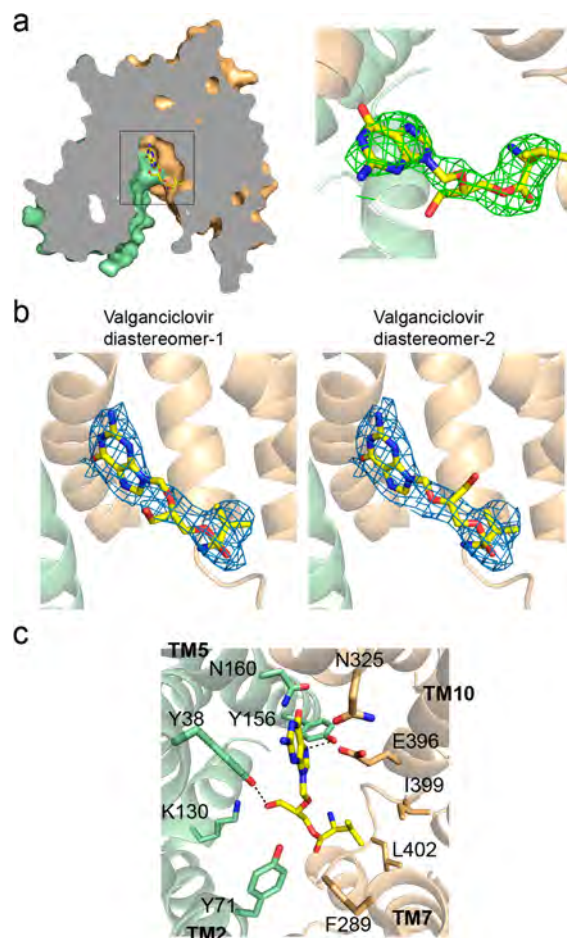 a
b
Valganciclovir
diastereomer-1
Valganciclovir
diastereomer-2
c
TM5
N160
N325
TM10
Y38
Y156
E396
I399
K130
L402
Y71
F289
TM2
TM7